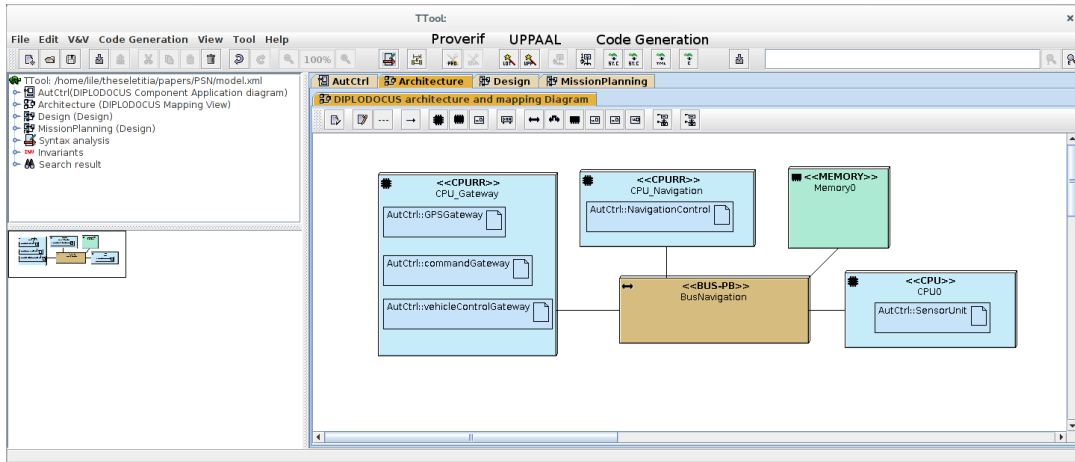 TTool:
File Edit V&V Code Generation View Tool Help
Proverif UPPAAL Code Generation
100%
TTool: /home/lile/theseletitia/papers/PSN/model.xml
AutCtrl(DIPLODOCUS Component Application diagram)
Architecture (DIPLODOCUS Mapping View)
Design (Design)
MissionPlanning (Design)
Syntax analysis
Invariants
Search result
AutCtrl Architecture Design MissionPlanning
DIPLODOCUS architecture and mapping Diagram
<<CPURR>>
CPU_Gateway
AutCtrl::GPSGateway
AutCtrl::commandGateway
AutCtrl::vehicleControlGateway
<<CPURR>>
CPU_Navigation
AutCtrl::NavigationControl
<<MEMORY>>
Memory0
<<BUS-PB>>
BusNavigation
<<CPU>>
CPU0
AutCtrl::SensorUnit